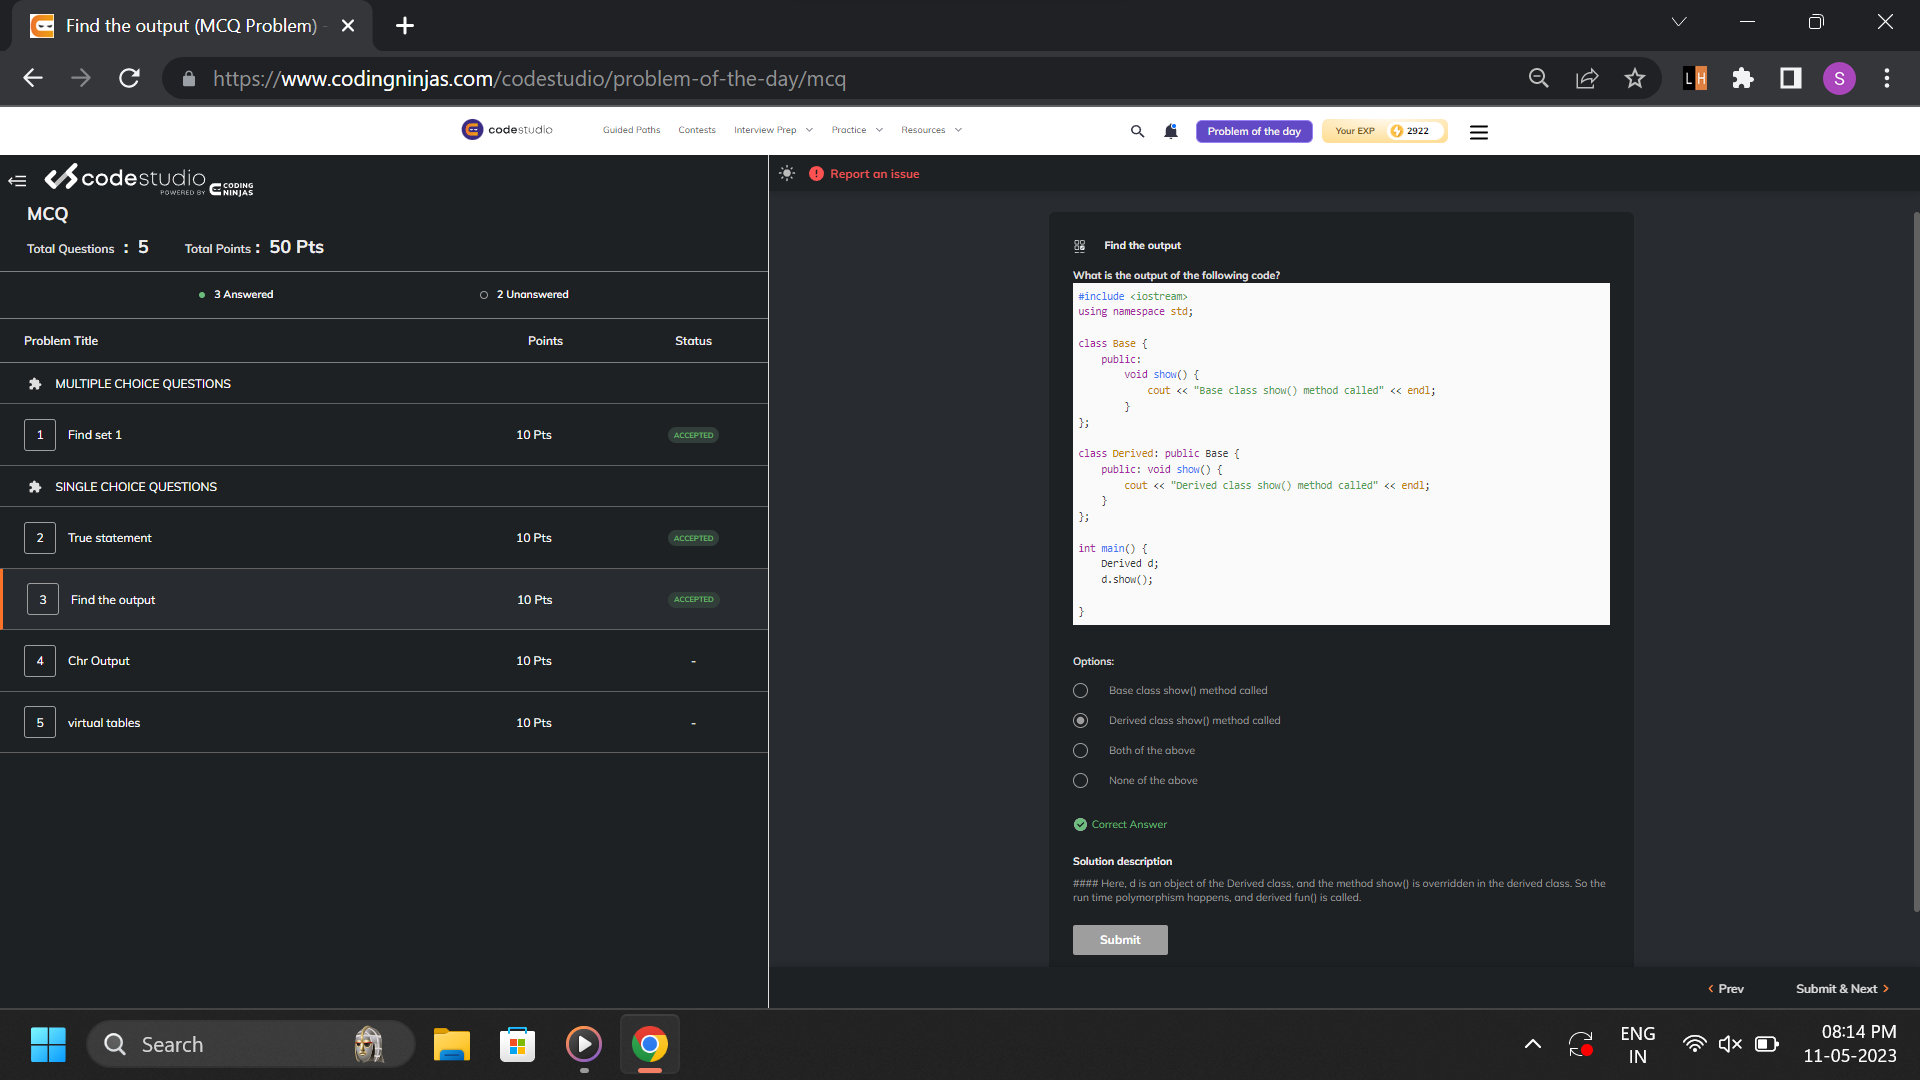 Find the output (MCQ Problem) -
https://www.codingninjas.com/codestudio/problem-of-the-day/mcq
L H
S
codestudio
Guided Paths
Contests
Interview Prep
Practice
Resources
Problem of the day
Your EXP
2922
codestudio
POWERED BY CODING NINJAS
MCQ
Total Questions : 5
Total Points : 50 Pts
3 Answered
2 Unanswered
Problem Title
Points
Status
MULTIPLE CHOICE QUESTIONS
1 Find set 1 10 Pts ACCEPTED
SINGLE CHOICE QUESTIONS
2 True statement 10 Pts ACCEPTED
3 Find the output 10 Pts ACCEPTED
4 Chr Output 10 Pts -
5 virtual tables 10 Pts -
Report an issue
Find the output
What is the output of the following code?
#include <iostream>
using namespace std;
class Base {
public:
void show() {
cout << "Base class show() method called" << endl;
}
};
class Derived: public Base {
public: void show() {
cout << "Derived class show() method called" << endl;
}
};
int main() {
Derived d;
d.show();
}
Options:
Base class show() method called
Derived class show() method called
Both of the above
None of the above
Correct Answer
Solution description
#### Here, d is an object of the Derived class, and the method show() is overridden in the derived class. So the
run time polymorphism happens, and derived fun() is called.
Submit
Prev
Submit & Next
Search
ENG
IN
08:14 PM
11-05-2023